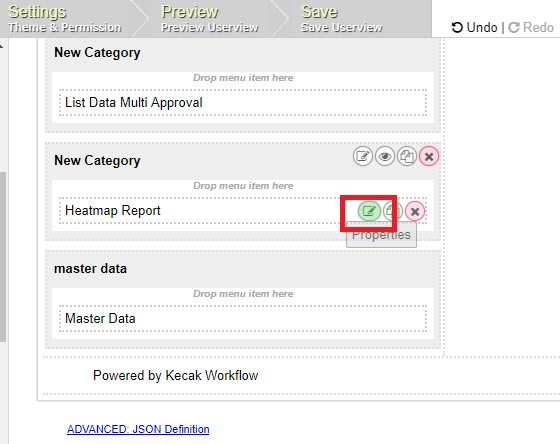 Settings
Theme & Permission
Preview
Preview Userview
Save
Save Userview
Undo | Redo
New Category
Drop menu item here
List Data Multi Approval
New Category
Drop menu item here
Heatmap Report
Properties
master data
Drop menu item here
Master Data
Powered by Kecak Workflow
ADVANCED: JSON Definition